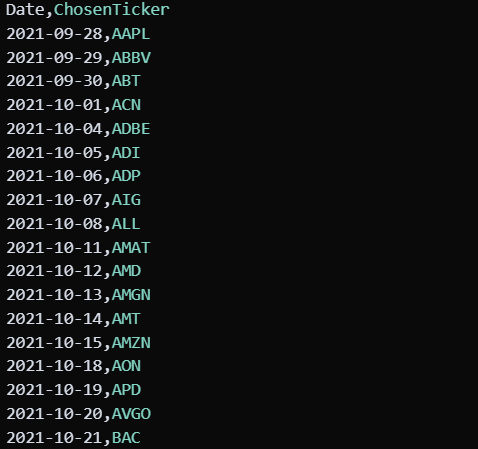 Date,ChosenTicker
2021-09-28,AAPL
2021-09-29,ABBV
2021-09-30,ABT
2021-10-01,ACN
2021-10-04,ADBE
2021-10-05,ADI
2021-10-06,ADP
2021-10-07,AIG
2021-10-08,ALL
2021-10-11,AMAT
2021-10-12,AMD
2021-10-13,AMGN
2021-10-14,AMT
2021-10-15,AMZN
2021-10-18,AON
2021-10-19,APD
2021-10-20,AVGO
2021-10-21,BAC